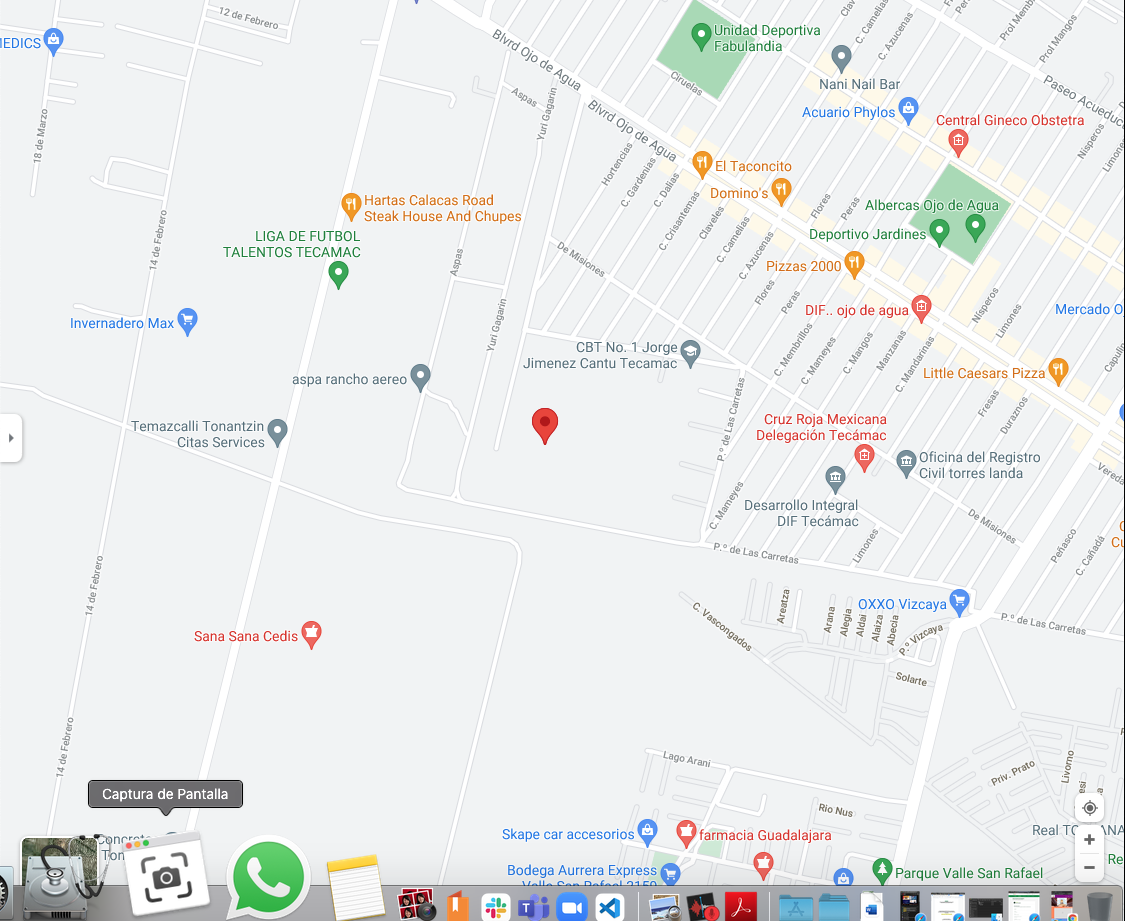 12 de Febrero
MEDICS
Blvrd Ojo de Agua
Unidad Deportiva
Fabulandia
C. Camelias
C. Azucenas
Prol Mangos
Ciruelas
Nani Nail Bar
Paseo Acueduc
Aspas
Yuri Gagarin
Blvrd Ojo de Agua
Acuario Phylos
Central Gineco Obstetra
18 de Marzo
Hortencias
C. Gardenias
C. Dalias
El Taconcito
Domino's
Nísperos
Limones
Hartas Calacas Road
Steak House And Chupes
C. Crisantemas
Claveles
C. Camelias
C. Azucenas
Flores
Peras
Albercas Ojo de Agua
Deportivo Jardines
14 de Febrero
LIGA DE FUTBOL
TALENTOS TECAMAC
Aspas
De Misiones
Pizzas 2000
Flores
Peras
Invernadero Max
Yuri Gagarin
DIF.. ojo de agua
Nísperos
Limones
Mercado O
CBT No. 1 Jorge
Jimenez Cantu Tecamac
C. Membrillos
C. Mameyes
C. Mangos
Manzanas
C. Mandarinas
Capulin
aspa rancho aereo
Little Caesars Pizza
P.º de Las Carretas
Fresas
Duraznos
Temazcalli Tonantzin
Citas Services
Cruz Roja Mexicana
Delegación Tecámac
Oficina del Registro
Civil torres landa
Vereda
C. Mameyes
Desarrollo Integral
DIF Tecámac
De Misiones
P.º de Las Carretas
Limones
Peñasco
C. Cañada
14 de Febrero
C. Vascongados
Areatza
Arana
Alegia
Aldai
Alaiza
Abecia
OXXO Vizcaya
P.º Vizcaya
P.º de Las Carretas
Sana Sana Cedis
Solarte
14 de Febrero
Lago Arani
Priv. Prato
Livorno
Captura de Pantalla
Rio Nus
Concrete
Ton
Skape car accesorios
farmacia Guadalajara
Real TO
ANA
Bodega Aurrera Express
Valle San Rafael 2159
Parque Valle San Rafael